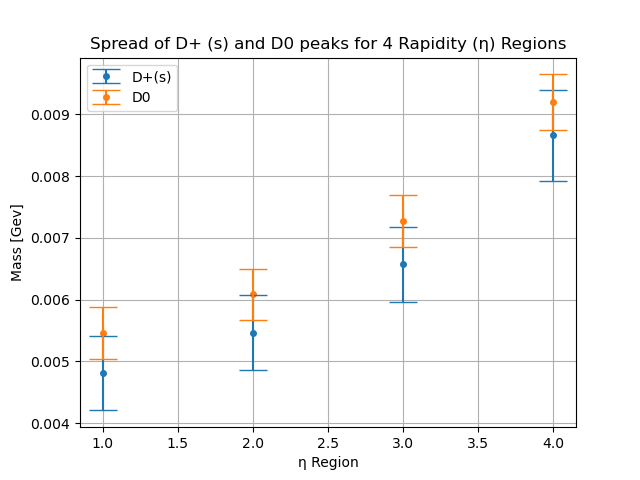 Spread of D+ (s) and D0 peaks for 4 Rapidity (η) Regions
D+(s)
D0
0.009
0.008
0.007
0.006
0.005
0.004
Mass [Gev]
1.0 1.5 2.0 2.5 3.0 3.5 4.0
η Region